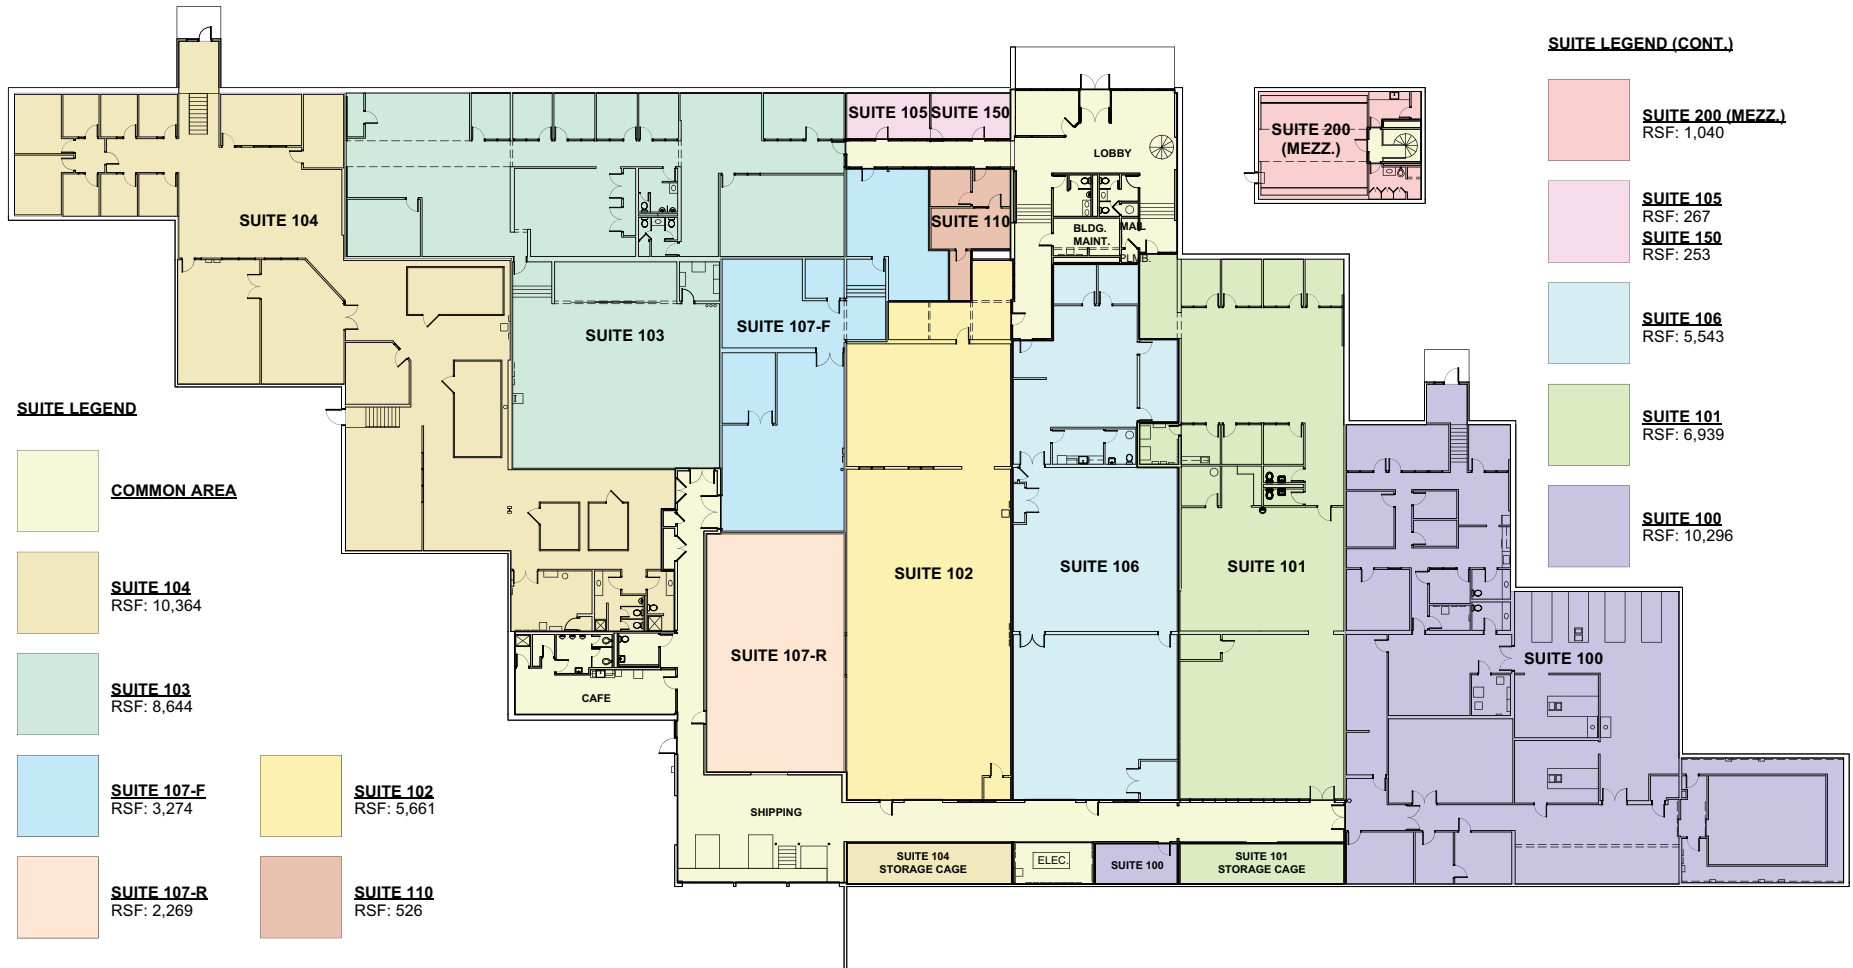 SUITE LEGEND (CONT.)
SUITE 200 (MEZZ.)
RSF: 1,040
SUITE 105
RSF: 267
SUITE 150
RSF: 253
SUITE 106
RSF: 5,543
SUITE 101
RSF: 6,939
SUITE 100
RSF: 10,296
SUITE 105
SUITE 150
LOBBY
SUITE 200
(MEZZ.)
SUITE 104
SUITE 110
BLDG.
MAINT.
MAIL
PLMB.
SUITE 103
SUITE 107-F
SUITE 102
SUITE 106
SUITE 101
SUITE 107-R
SUITE 100
CAFE
SHIPPING
SUITE 104
STORAGE CAGE
ELEC.
SUITE 100
SUITE 101
STORAGE CAGE
SUITE LEGEND
COMMON AREA
SUITE 104
RSF: 10,364
SUITE 103
RSF: 8,644
SUITE 107-F
RSF: 3,274
SUITE 102
RSF: 5,661
SUITE 107-R
RSF: 2,269
SUITE 110
RSF: 526